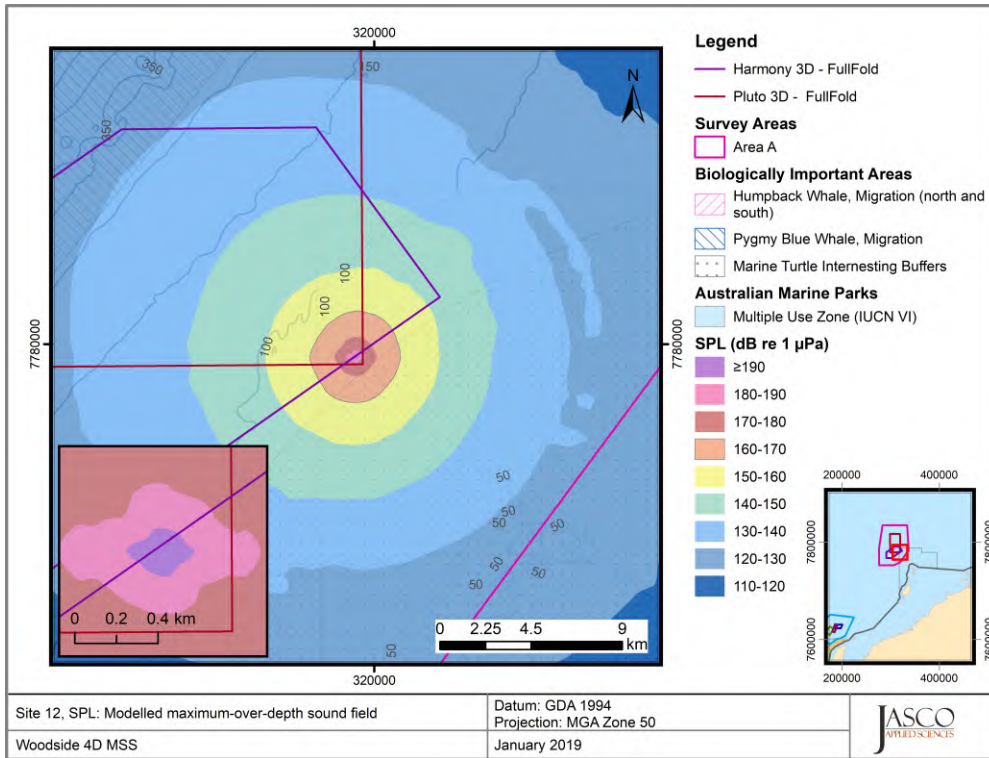 320000
N
350
150
350
100
100
100
7780000
7780000
50
50
50
50
50
50
50
50
0 0.2 0.4 km
0 2.25 4.5 9
km
320000
Legend
Harmony 3D - FullFold
Pluto 3D - FullFold
Survey Areas
Area A
Biologically Important Areas
Humpback Whale, Migration (north and
south)
Pygmy Blue Whale, Migration
Marine Turtle Internesting Buffers
Australian Marine Parks
Multiple Use Zone (IUCN VI)
SPL (dB re 1 µPa)
≥190
180-190
170-180
160-170
150-160
140-150
130-140
120-130
110-120
200000 400000
7800000
7800000
7600000
7600000
200000 400000
Site 12, SPL: Modelled maximum-over-depth sound field
Datum: GDA 1994
Projection: MGA Zone 50
Woodside 4D MSS
January 2019
JASCO
APPLIED SCIENCES